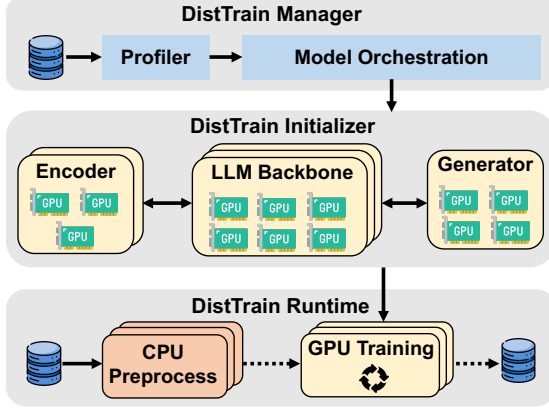 DistTrain Manager
Profiler
Model Orchestration
DistTrain Initializer
Encoder
GPU GPU
GPU
LLM Backbone
GPU GPU GPU
GPU GPU GPU
Generator
GPU GPU
GPU GPU
DistTrain Runtime
CPU
Preprocess
GPU Training